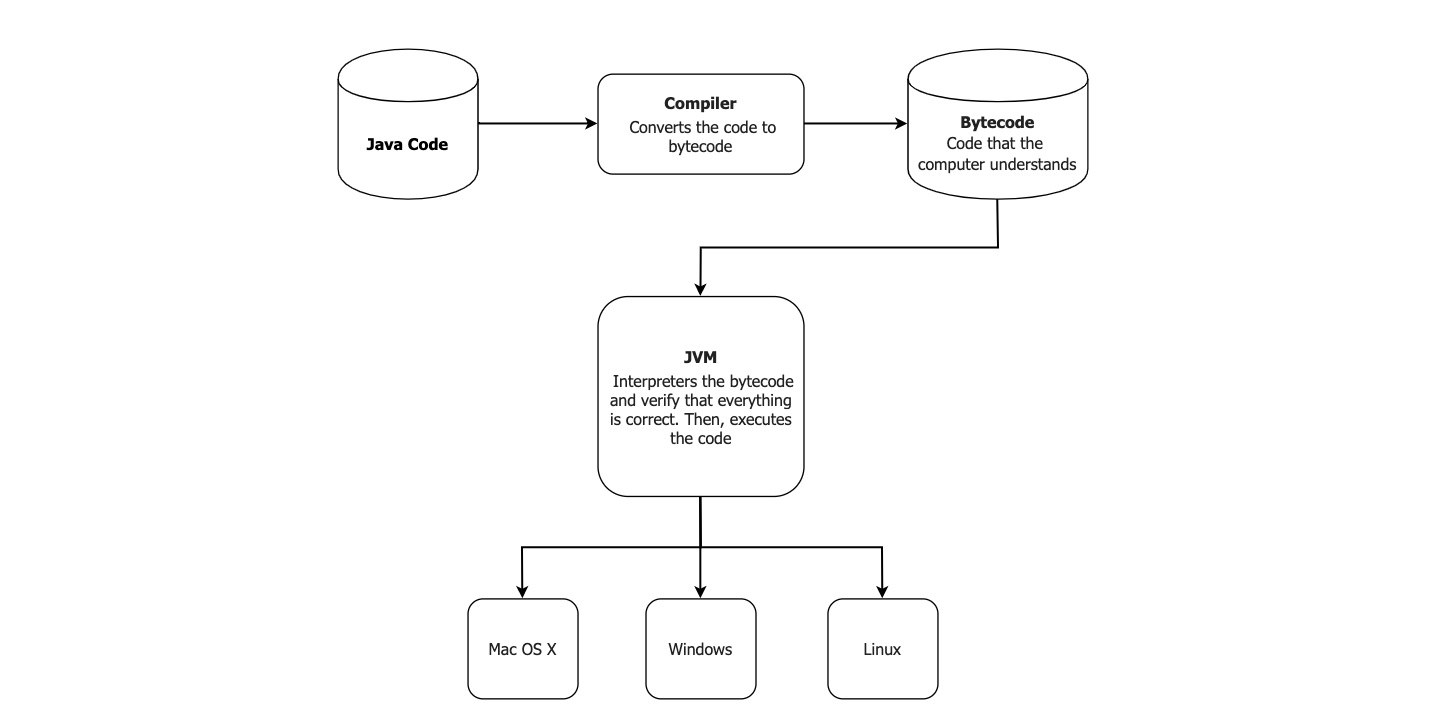 Java Code
Compiler
Converts the code to
bytecode
Bytecode
Code that the
computer understands
JVM
Interpreters the bytecode
and verify that everything
is correct. Then, executes
the code
Mac OS X
Windows
Linux